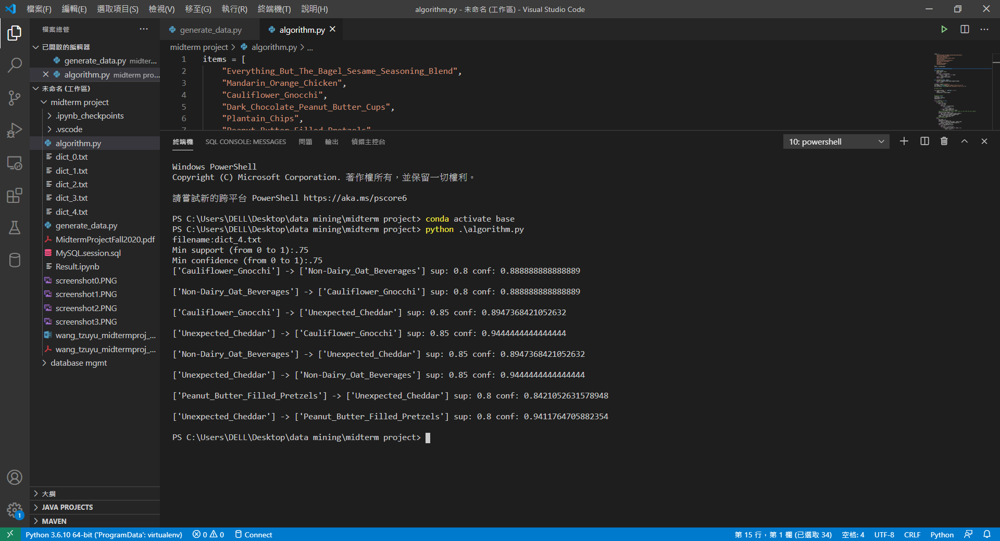 檔案(F) 編輯(E) 選取項目(S) 檢視(V) 移至(G) 執行(R) 終端機(T) 說明(H)
algorithm.py - 未命名 (工作區) - Visual Studio Code
檔案總管
已開啟的編輯器
generate_data.py midter...
algorithm.py midterm pro...
未命名 (工作區)
midterm project
.ipynb_checkpoints
.vscode
algorithm.py
dict_0.txt
dict_1.txt
dict_2.txt
dict_3.txt
dict_4.txt
generate_data.py
MidtermProjectFall2020.pdf
MySQL.session.sql
Result.ipynb
screenshot0.PNG
screenshot1.PNG
screenshot2.PNG
screenshot3.PNG
wang_tzuyu_midtermproj_...
wang_tzuyu_midtermproj_...
database mgmt
大綱
JAVA PROJECTS
MAVEN
generate_data.py
algorithm.py
midterm project > algorithm.py > ...
1 items = [
2 "Everything_But_The_Bagel_Sesame_Seasoning_Blend",
3 "Mandarin_Orange_Chicken",
4 "Cauliflower_Gnocchi",
5 "Dark_Chocolate_Peanut_Butter_Cups",
6 "Plantain_Chips",
7 "Peanut_Butter_Filled_Pretzels"
終端機 SQL CONSOLE: MESSAGES 問題 輸出 偵錯主控台
10: powershell
Windows PowerShell
Copyright (C) Microsoft Corporation. 著作權所有，並保留一切權利。
請嘗試新的跨平台 PowerShell https://aka.ms/pscore6
PS C:\Users\DELL\Desktop\data mining\midterm project> conda activate base
PS C:\Users\DELL\Desktop\data mining\midterm project> python .\algorithm.py
filename:dict_4.txt
Min support (from 0 to 1):.75
Min confidence (from 0 to 1):.75
['Cauliflower_Gnocchi'] -> ['Non-Dairy_Oat_Beverages'] sup: 0.8 conf: 0.888888888888889
['Non-Dairy_Oat_Beverages'] -> ['Cauliflower_Gnocchi'] sup: 0.8 conf: 0.888888888888889
['Cauliflower_Gnocchi'] -> ['Unexpected_Cheddar'] sup: 0.85 conf: 0.8947368421052632
['Unexpected_Cheddar'] -> ['Cauliflower_Gnocchi'] sup: 0.85 conf: 0.9444444444444444
['Non-Dairy_Oat_Beverages'] -> ['Unexpected_Cheddar'] sup: 0.85 conf: 0.8947368421052632
['Unexpected_Cheddar'] -> ['Non-Dairy_Oat_Beverages'] sup: 0.85 conf: 0.9444444444444444
['Peanut_Butter_Filled_Pretzels'] -> ['Unexpected_Cheddar'] sup: 0.8 conf: 0.8421052631578948
['Unexpected_Cheddar'] -> ['Peanut_Butter_Filled_Pretzels'] sup: 0.8 conf: 0.9411764705882354
PS C:\Users\DELL\Desktop\data mining\midterm project>
1
Python 3.6.10 64-bit ('ProgramData': virtualenv) 0 0 Connect
第 15 行，第 1 欄 (已選取 34) 空格: 4 UTF-8 CRLF Python